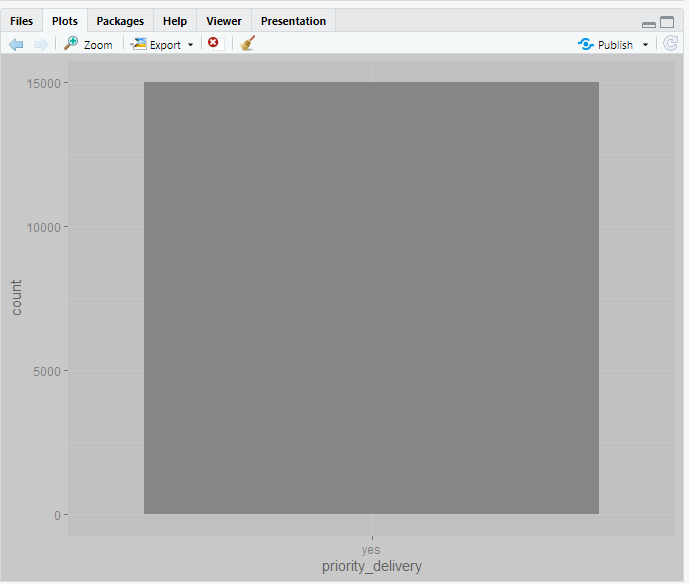 Files Plots Packages Help Viewer Presentation
Zoom Export Publish
15000
10000
5000
0
count
yes
priority_delivery